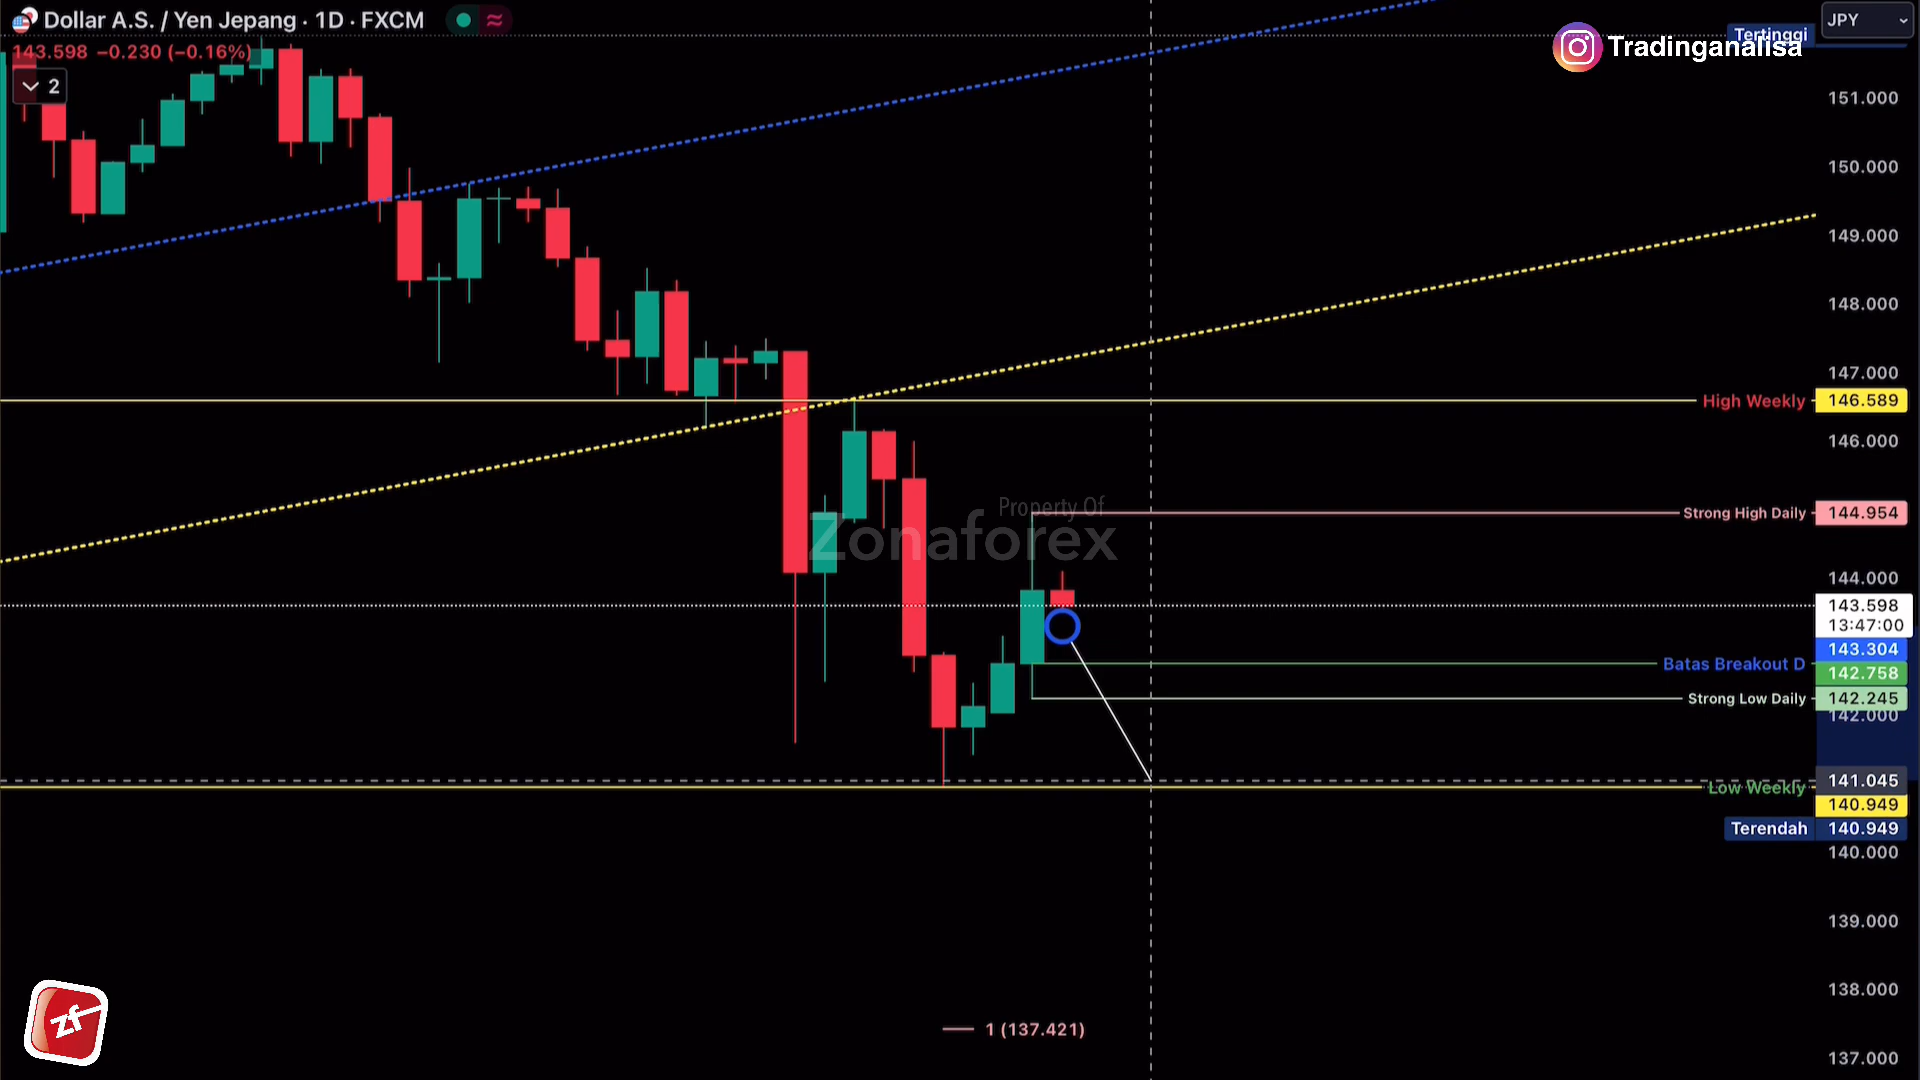 Dollar A.S. / Yen Jepang · 1D · FXCM
143.598 −0.230 (−0.16%)
2
JPY
Tertinggi
Tradinganalisa
151.000
150.000
149.000
148.000
147.000
High Weekly 146.589
146.000
Property Of
Zonaforex
Strong High Daily 144.954
144.000
143.598
13:47:00
143.304
Batas Breakout D
142.758
Strong Low Daily 142.245
142.000
141.045
Low Weekly
140.949
Terendah 140.949
140.000
139.000
138.000
1 (137.421)
137.000
zf